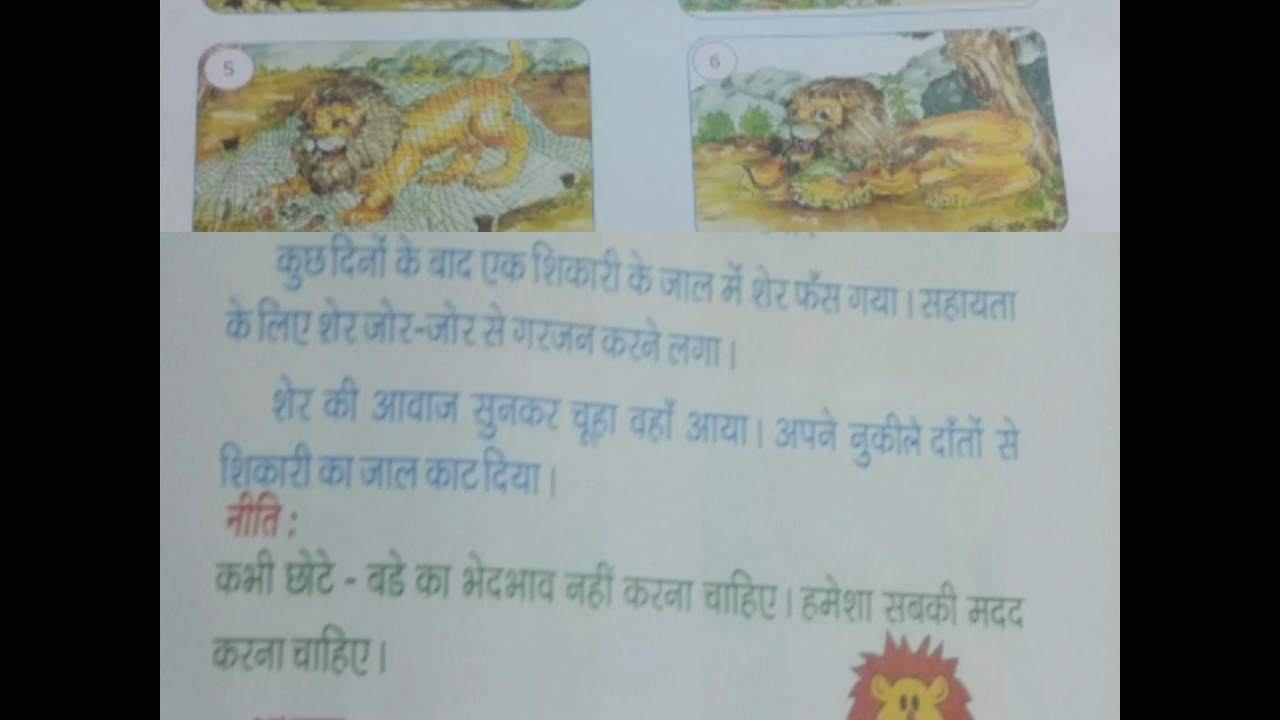 5
6
कुछ दिनों के बाद एक शिकारी के जाल में शेर फँस गया। सहायता
के लिए शेर जोर-जोर से गरजन करने लगा।
शेर की आवाज सुनकर चूहा वहाँ आया। अपने नुकीले दाँतों से
शिकारी का जाल काट दिया।
नीति :
कभी छोटे - बडे का भेदभाव नहीं करना चाहिए। हमेशा सबकी मदद
करना चाहिए।